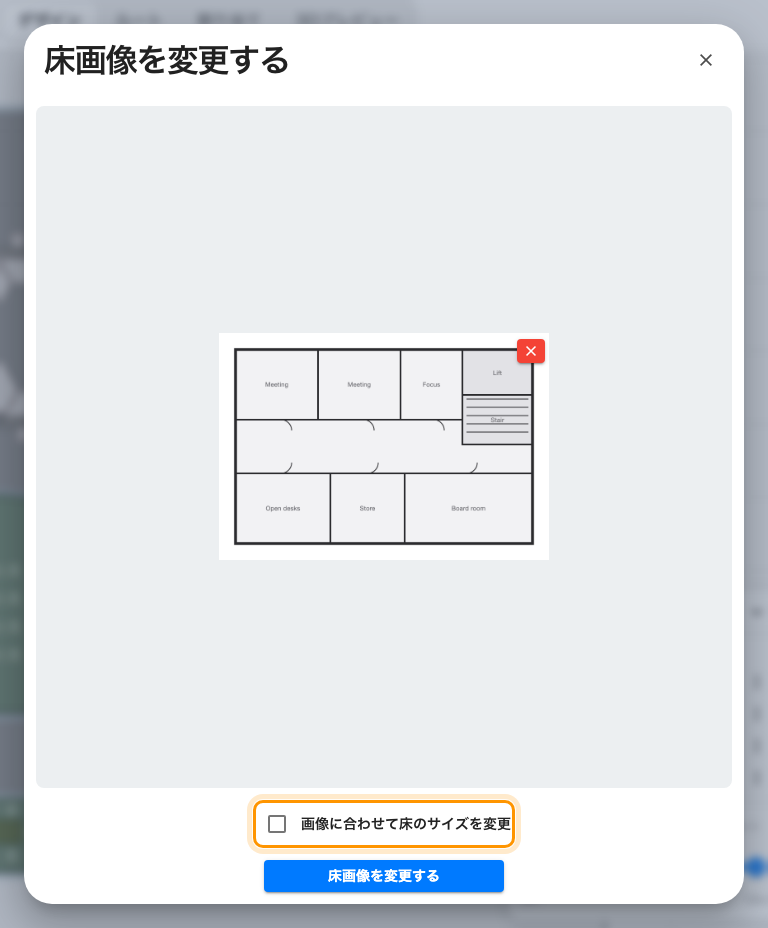 床画像を変更する
Meeting
Meeting
Focus
Lift
Stair
Open desks
Store
Board room
画像に合わせて床のサイズを変更
床画像を変更する